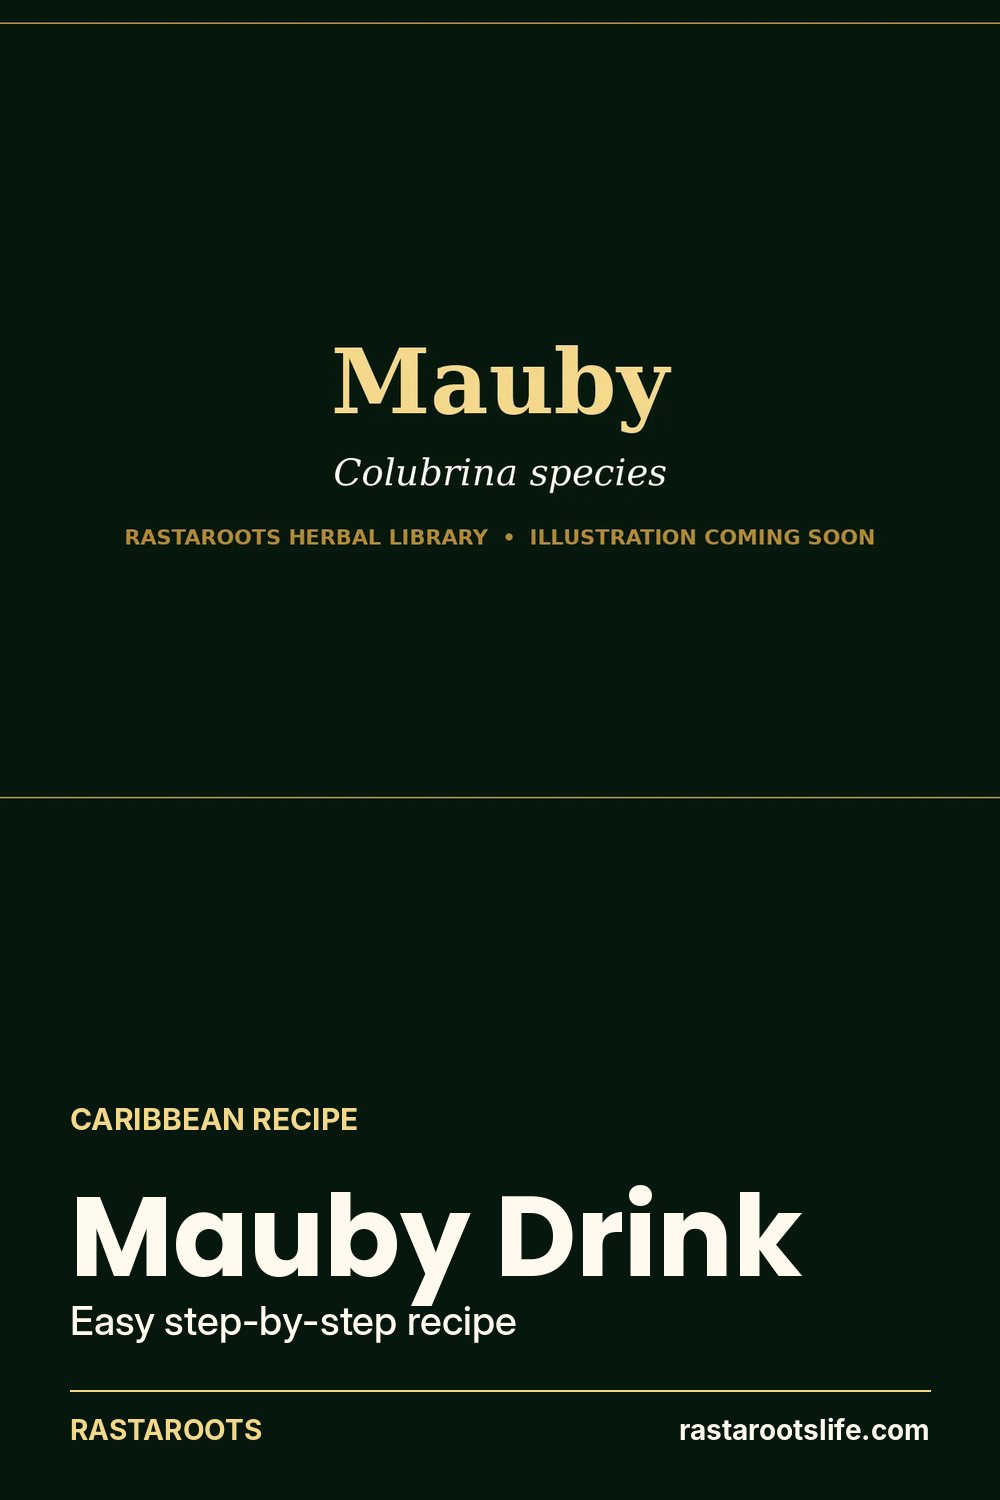 Mauby
Colubrina species
RASTAROOTS HERBAL LIBRARY • ILLUSTRATION COMING SOON
CARIBBEAN RECIPE
Mauby Drink
Easy step-by-step recipe
RASTAROOTS
rastarootslife.com